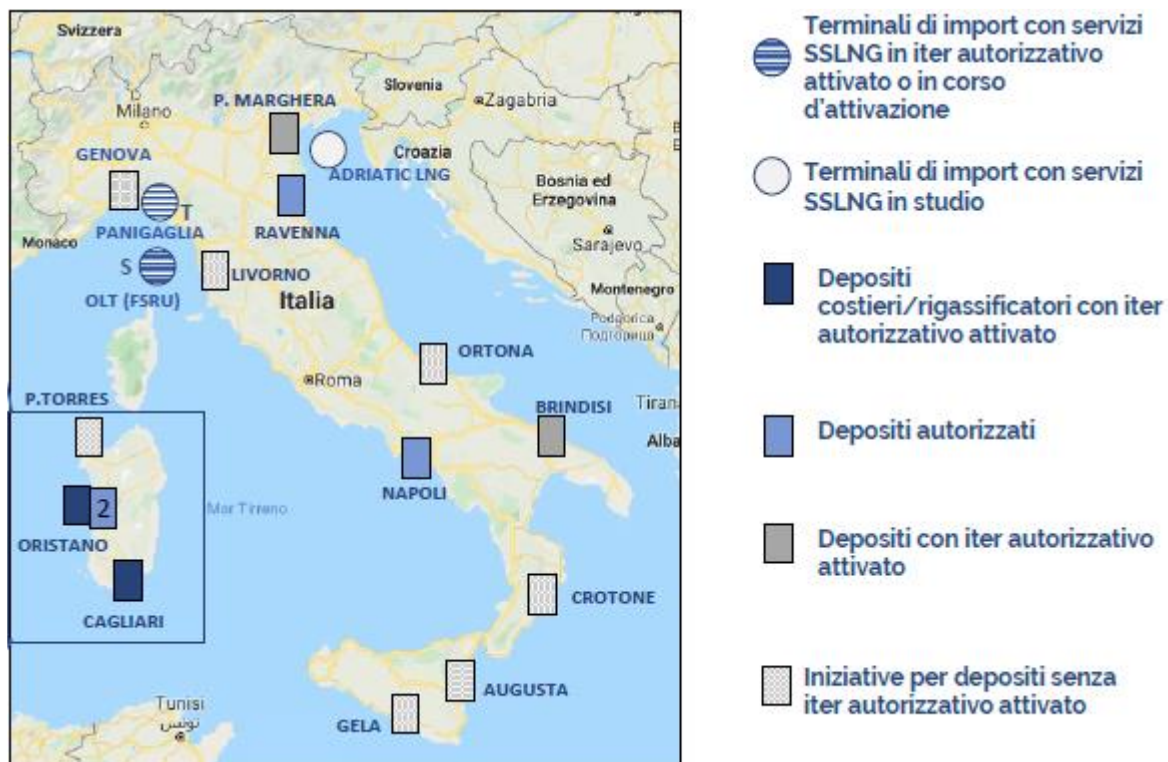 Svizzera
Slovenia
Zagabria
Milano
P. MARGHERA
Croazia
GENOVA
ADRIATIC LNG
Bosnia ed
Erzegovina
T
PANIGAGLIA
RAVENNA
Sarajevo
Monaco
S
LIVORNO
OLT (FSRU)
Italia
Montenegro
Podgorica
Подгорица
ORTONA
Roma
P.TORRES
BRINDISI
Tirana
Alba
NAPOLI
2
Mar Tirreno
ORISTANO
CROTONE
CAGLIARI
AUGUSTA
Tunisi
تونس
GELA
Terminali di import con servizi
SSLNG in iter autorizzativo
attivato o in corso
d'attivazione
Terminali di import con servizi
SSLNG in studio
Depositi
costieri/rigassificatori con iter
autorizzativo attivato
Depositi autorizzati
Depositi con iter autorizzativo
attivato
Iniziative per depositi senza
iter autorizzativo attivato